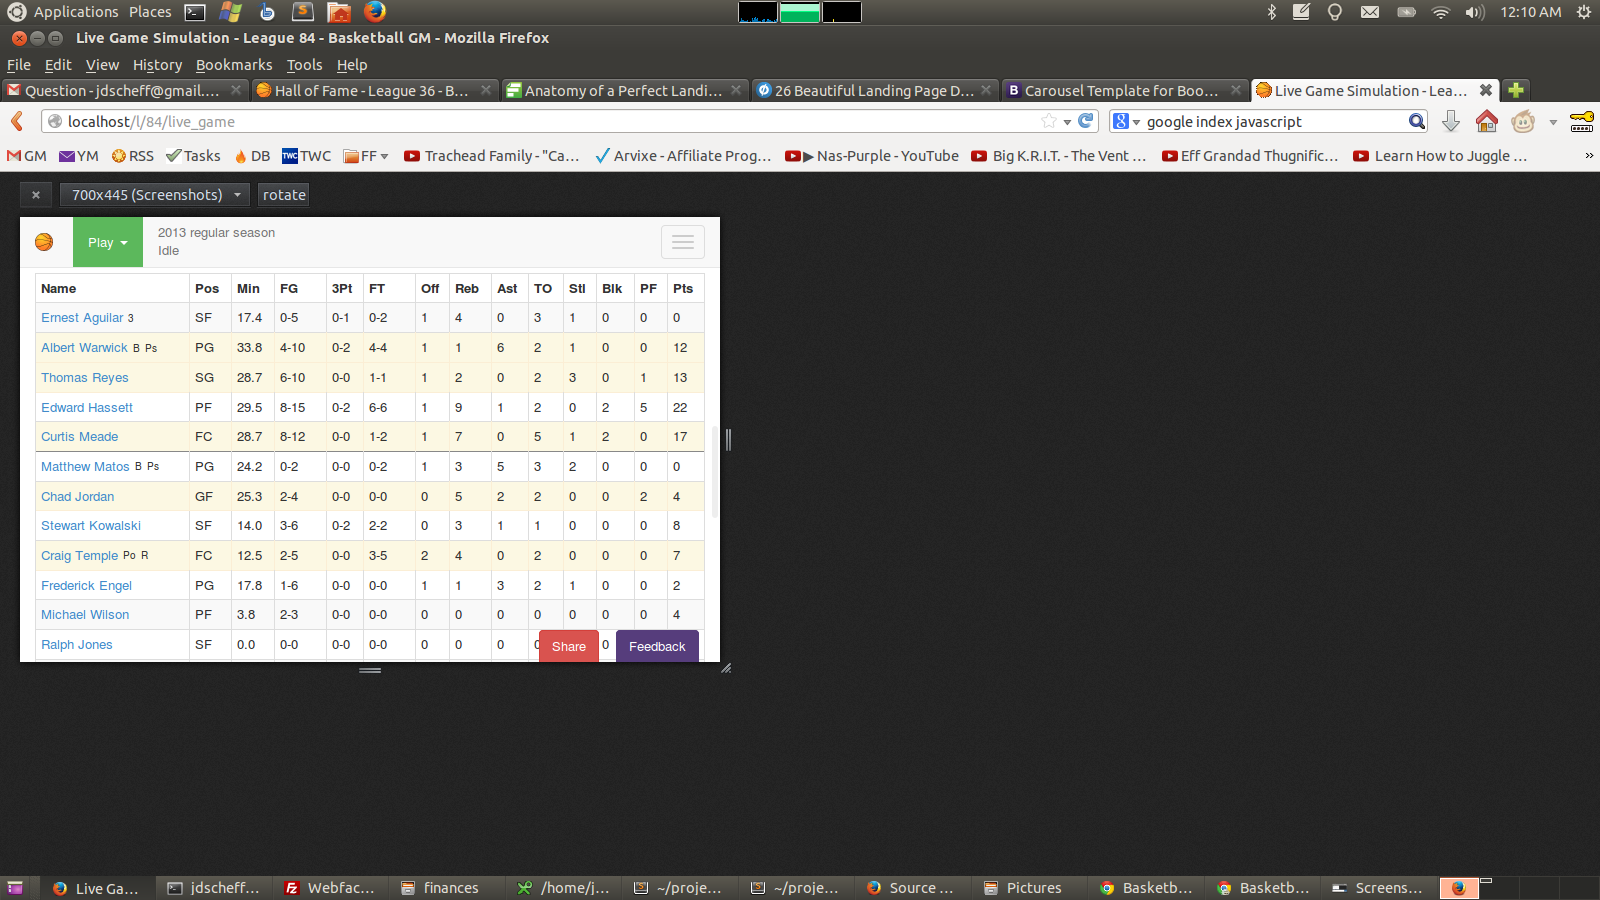 Applications Places 12:10 AM
Live Game Simulation - League 84 - Basketball GM - Mozilla Firefox
File Edit View History Bookmarks Tools Help
Question - jdscheff@gmail.... Hall of Fame - League 36 - B... Anatomy of a Perfect Landi... 26 Beautiful Landing Page D... B Carousel Template for Boo... Live Game Simulation - Lea...
localhost/l/84/live_game google index javascript
GM YM RSS Tasks DB TWC TWC FF Trachead Family - "Ca... Arvixe - Affiliate Prog... ▶ Nas-Purple - YouTube Big K.R.I.T. - The Vent ... Eff Grandad Thugnific... Learn How to Juggle ... »
× 700x445 (Screenshots) rotate
Play 2013 regular season
Idle
Name Pos Min FG 3Pt FT Off Reb Ast TO Stl Blk PF Pts
Ernest Aguilar 3 SF 17.4 0-5 0-1 0-2 1 4 0 3 1 0 0 0
Albert Warwick B Ps PG 33.8 4-10 0-2 4-4 1 1 6 2 1 0 0 12
Thomas Reyes SG 28.7 6-10 0-0 1-1 1 2 0 2 3 0 1 13
Edward Hassett PF 29.5 8-15 0-2 6-6 1 9 1 2 0 2 5 22
Curtis Meade FC 28.7 8-12 0-0 1-2 1 7 0 5 1 2 0 17
Matthew Matos B Ps PG 24.2 0-2 0-0 0-2 1 3 5 3 2 0 0 0
Chad Jordan GF 25.3 2-4 0-0 0-0 0 5 2 2 0 0 2 4
Stewart Kowalski SF 14.0 3-6 0-2 2-2 0 3 1 1 0 0 0 8
Craig Temple Po R FC 12.5 2-5 0-0 3-5 2 4 0 2 0 0 0 7
Frederick Engel PG 17.8 1-6 0-0 0-0 1 1 3 2 1 0 0 2
Michael Wilson PF 3.8 2-3 0-0 0-0 0 0 0 0 0 0 0 4
Ralph Jones SF 0.0 0-0 0-0 0-0 0 0 0 0 Share 0 Feedback
Live Ga... jdscheff... Webfac... finances /home/j... ~/proje... ~/proje... Source ... Pictures Basketb... Basketb... Screens...